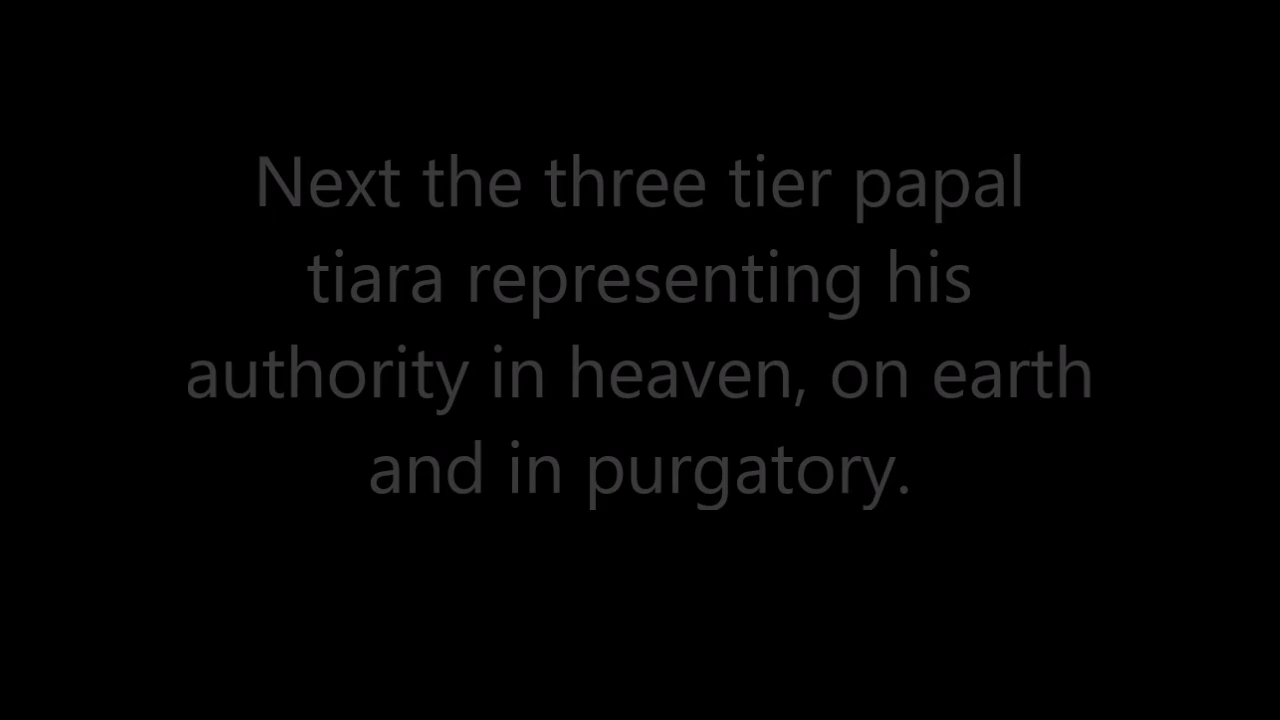 Next the three tier papal
tiara representing his
authority in heaven, on earth
and in purgatory.